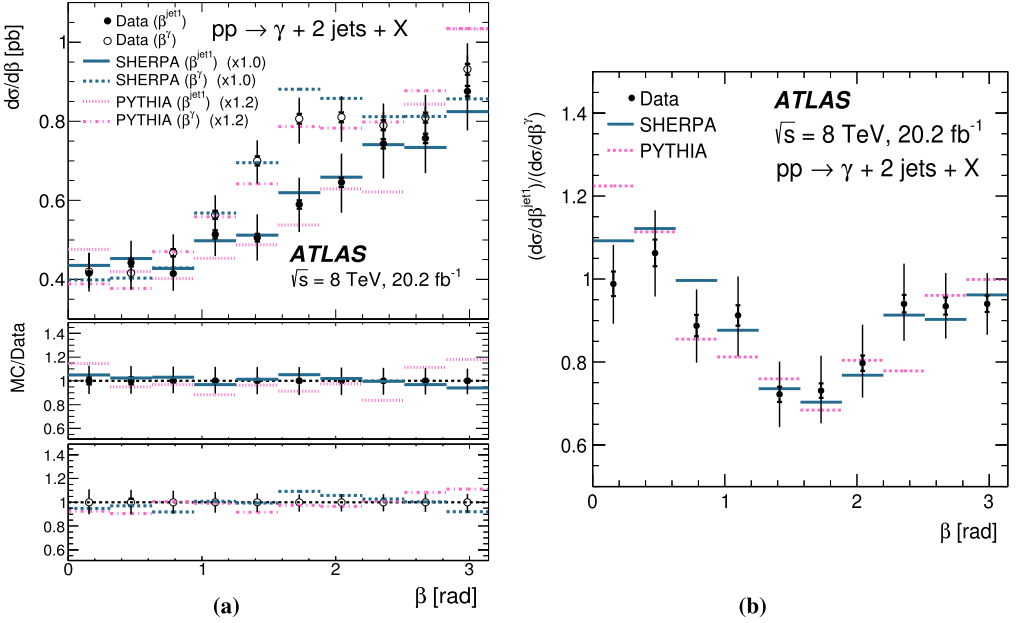 Data (β^jet1)
Data (β^γ)
SHERPA (β^jet1) (x1.0)
SHERPA (β^γ) (x1.0)
PYTHIA (β^jet1) (x1.2)
PYTHIA (β^γ) (x1.2)
pp → γ + 2 jets + X
dσ/dβ [pb]
1
0.8
0.6
0.4
ATLAS
√s = 8 TeV, 20.2 fb⁻¹
MC/Data
1.4
1.2
1
0.8
0.6
1.4
1.2
1
0.8
0.6
0 1 2 3
β [rad]
(a)
(dσ/dβ^jet1)/(dσ/dβ^γ)
1.4
1.2
1
0.8
0.6
Data
SHERPA
PYTHIA
ATLAS
√s = 8 TeV, 20.2 fb⁻¹
pp → γ + 2 jets + X
0 1 2 3
β [rad]
(b)